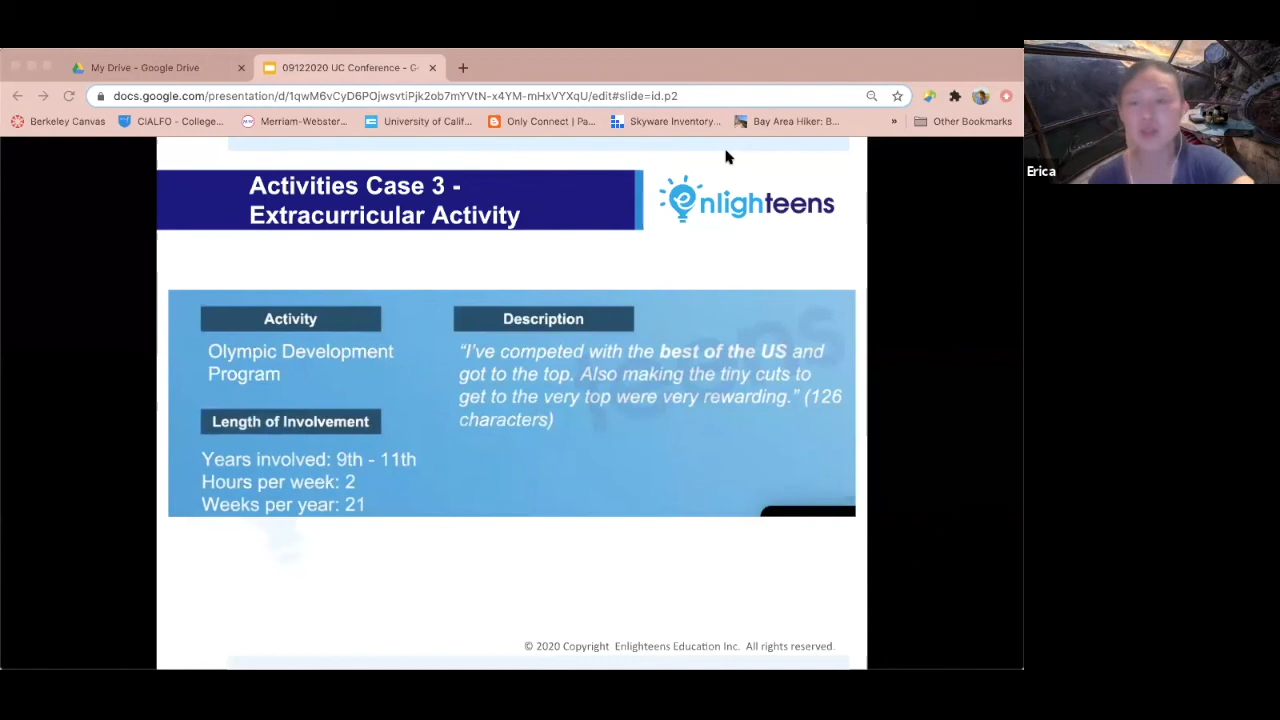 My Drive - Google Drive
09122020 UC Conference - G
docs.google.com/presentation/d/1qwM6vCyD6POjwsvtiPjk2ob7mYVtN-x4YM-mHxVYXqU/edit#slide=id.p2
Berkeley Canvas
CIALFO - College...
Merriam-Webster...
University of Calif...
Only Connect | Pa...
Skyware Inventory...
Bay Area Hiker: B...
»
Other Bookmarks
Erica
Activities Case 3 -
Extracurricular Activity
enlighteens
Activity
Olympic Development
Program
Length of Involvement
Years involved: 9th - 11th
Hours per week: 2
Weeks per year: 21
Description
“I've competed with the best of the US and
got to the top. Also making the tiny cuts to
get to the very top were very rewarding.” (126
characters)
© 2020 Copyright Enlighteens Education Inc. All rights reserved.